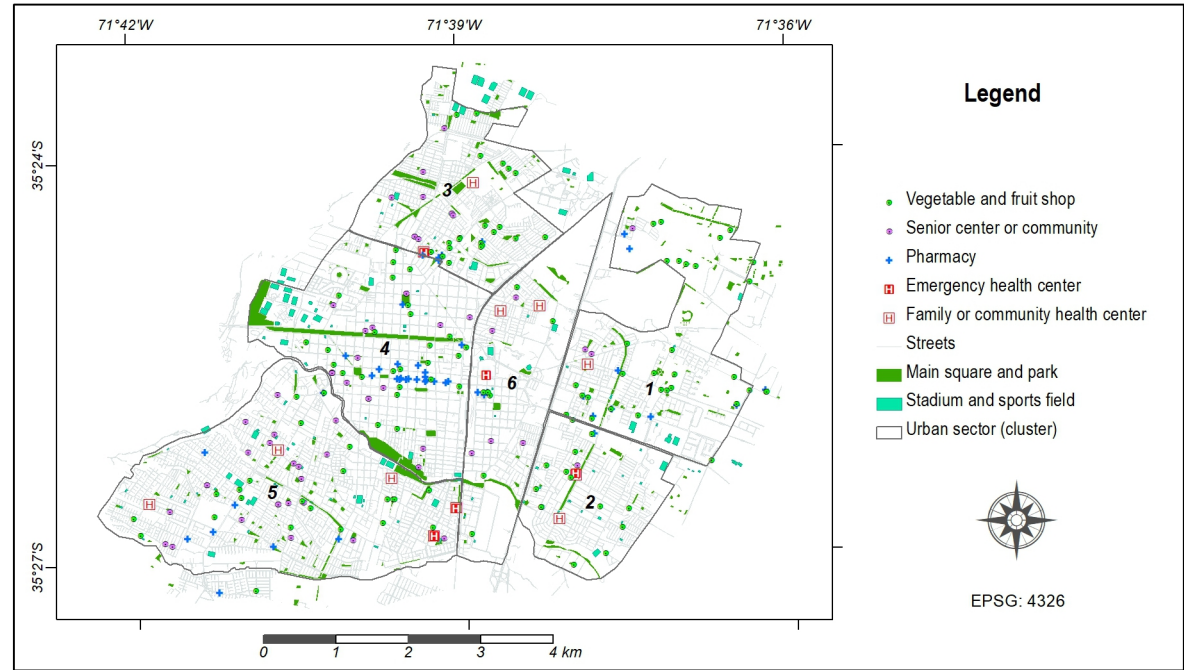 71°42'W 71°39'W 71°36'W
35°24'S
35°27'S
3
4
6
1
5
2
Legend
Vegetable and fruit shop
Senior center or community
Pharmacy
H Emergency health center
H Family or community health center
Streets
Main square and park
Stadium and sports field
Urban sector (cluster)
EPSG: 4326
0 1 2 3 4 km